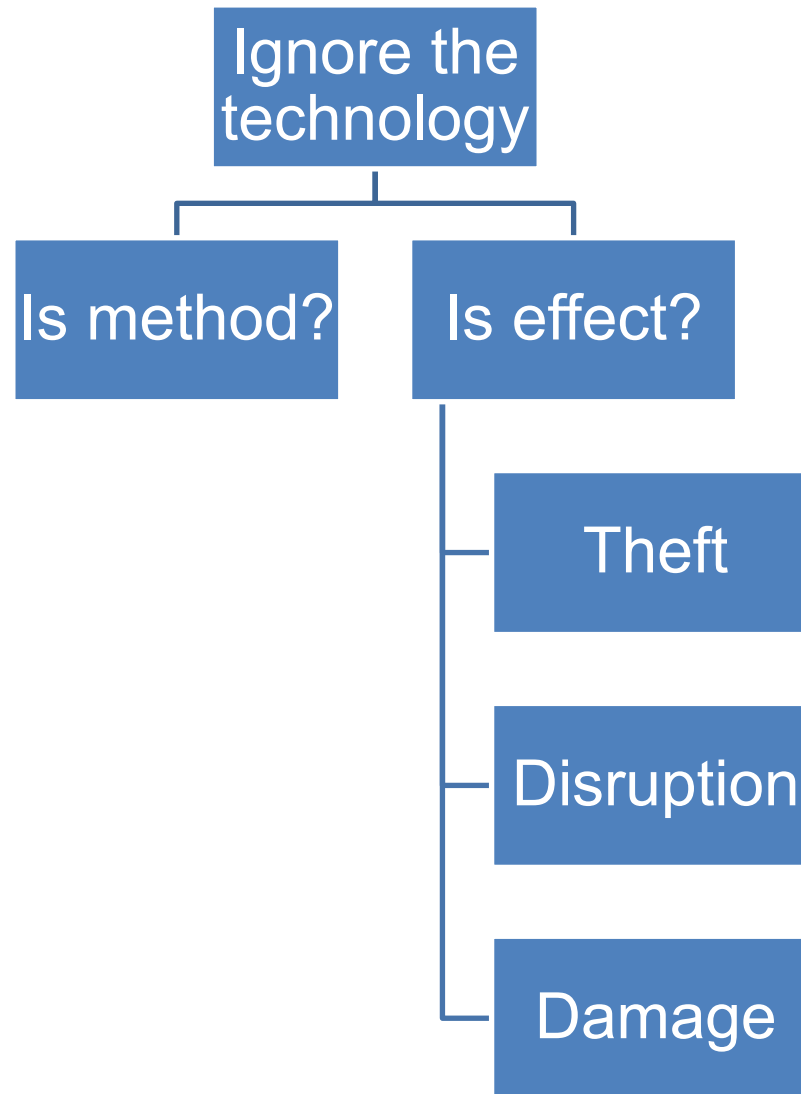 Ignore the
technology
Is method?
Is effect?
Theft
Disruption
Damage